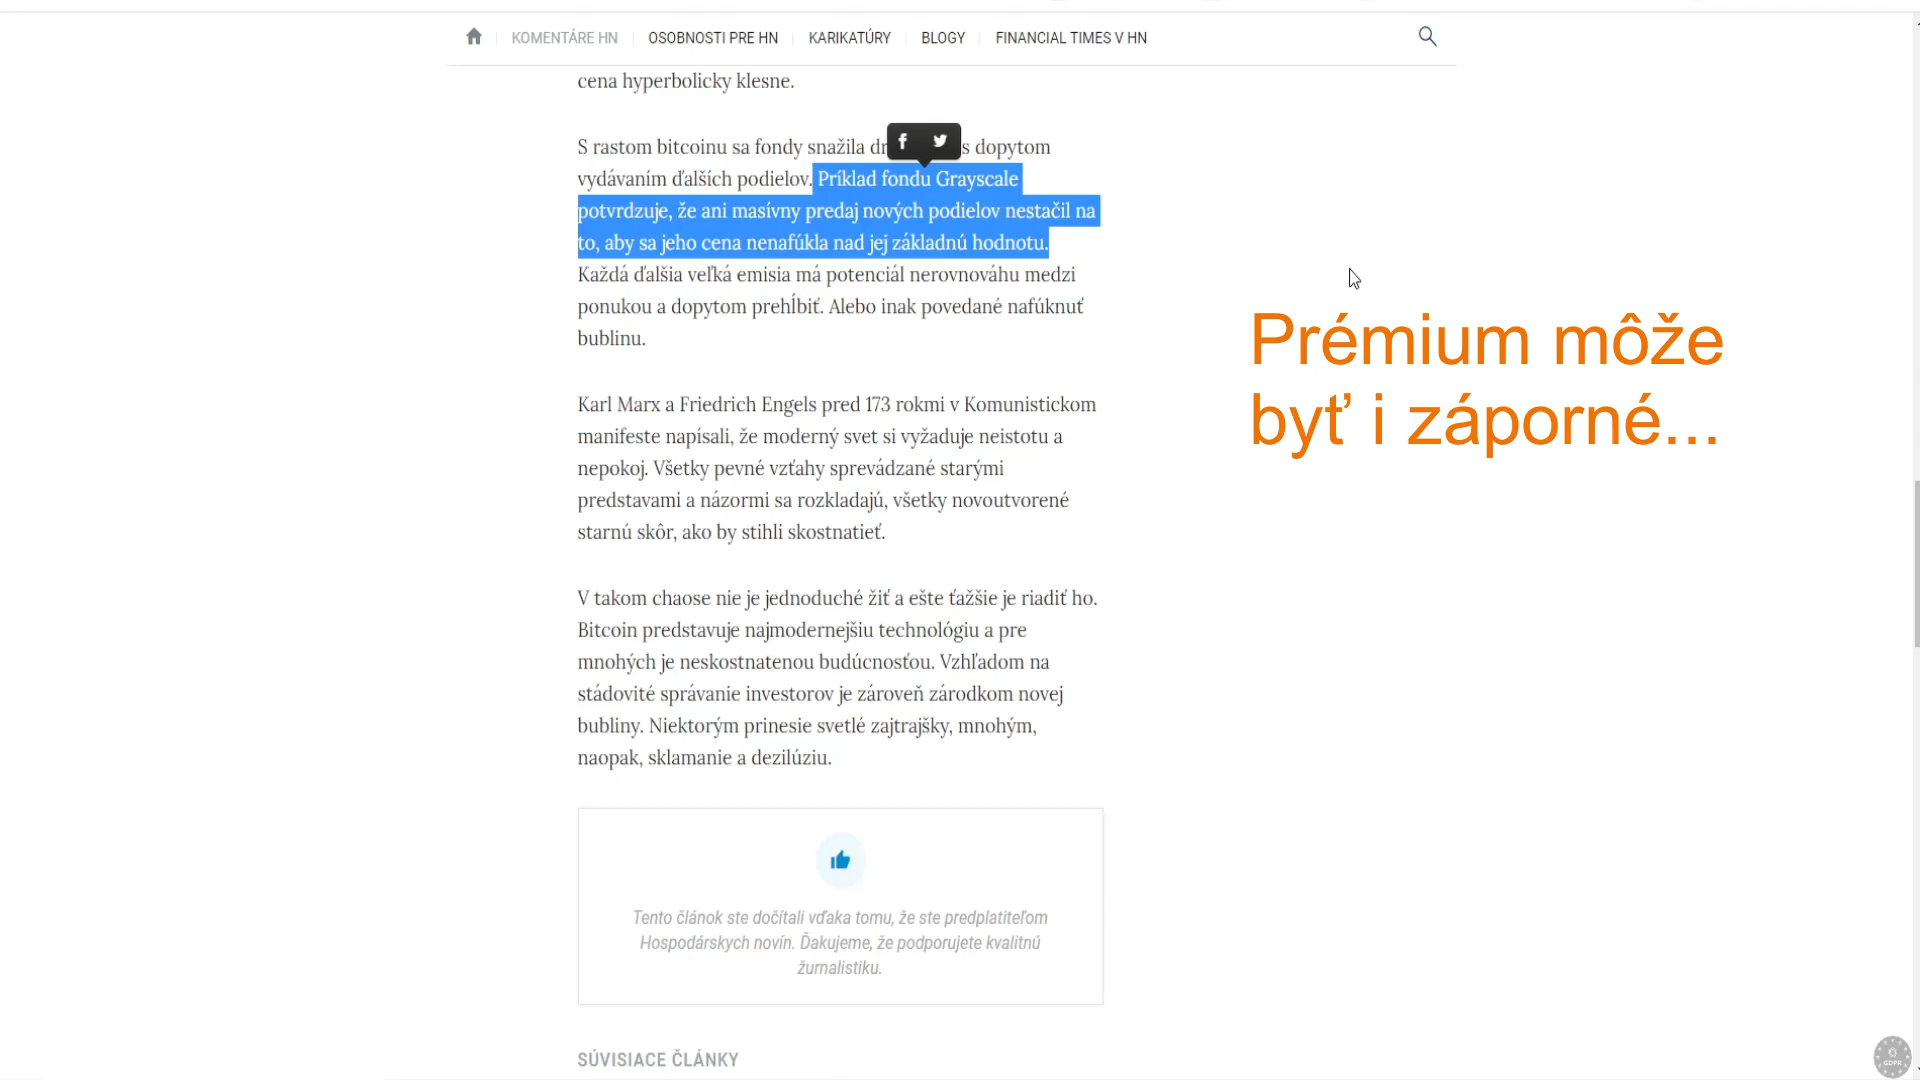 KOMENTÁRE HN
OSOBNOSTI PRE HN
KARIKATÚRY
BLOGY
FINANCIAL TIMES V HN
cena hyperbolicky klesne.
S rastom bitcoinu sa fondy snažila s dopytom
vydávaním ďalších podielov. Príklad fondu Grayscale
potvrdzuje, že ani masívny predaj nových podielov nestačil na
to, aby sa jeho cena nenafúkla nad jej základnú hodnotu.
Každá ďalšia veľká emisia má potenciál nerovnováhu medzi
ponukou a dopytom prehĺbiť. Alebo inak povedané nafúknuť
bublinu.
Karl Marx a Friedrich Engels pred 173 rokmi v Komunistickom
manifeste napísali, že moderný svet si vyžaduje neistotu a
nepokoj. Všetky pevné vzťahy sprevádzané starými
predstavami a názormi sa rozkladajú, všetky novoutvorené
starnú skôr, ako by stihli skostnatieť.
V takom chaose nie je jednoduché žiť a ešte ťažšie je riadiť ho.
Bitcoin predstavuje najmodernejšiu technológiu a pre
mnohých je neskostnatenou budúcnosťou. Vzhľadom na
stádovité správanie investorov je zároveň zárodkom novej
bubliny. Niektorým prinesie svetlé zajtrajšky, mnohým,
naopak, sklamanie a dezilúziu.
Tento článok ste dočítali vďaka tomu, že ste predplatiteľom
Hospodárskych novín. Ďakujeme, že podporujete kvalitnú
žurnalistiku.
SÚVISIACE ČLÁNKY
Prémium môže
byť i záporné...
GDPR